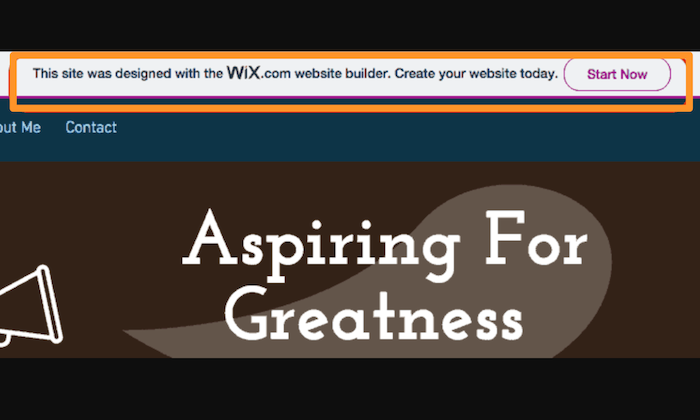 This site was designed with the WiX.com website builder. Create your website today. Start Now
out Me Contact
Aspiring For
Greatness